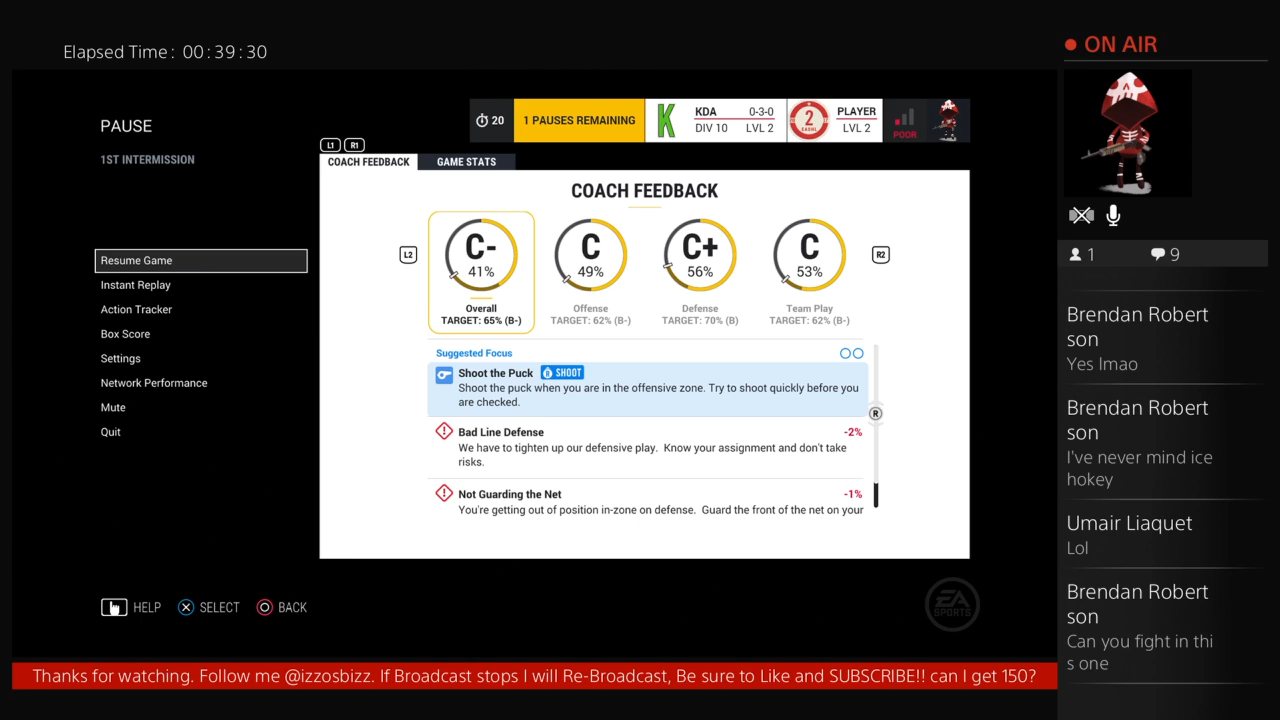 Elapsed Time: 00:39:30
ON AIR
PAUSE
1ST INTERMISSION
20
1 PAUSES REMAINING
K
KDA 0-3-0
DIV 10 LVL 2
2
CASUAL
PLAYER
LVL 2
POOR
L1 R1
COACH FEEDBACK GAME STATS
COACH FEEDBACK
L2
C-
41%
Overall
TARGET: 65% (B-)
C
49%
Offense
TARGET: 62% (B-)
C+
56%
Defense
TARGET: 70% (B)
C
53%
Team Play
TARGET: 62% (B-)
R2
Resume Game
Instant Replay
Action Tracker
Box Score
Settings
Network Performance
Mute
Quit
Suggested Focus
Shoot the Puck R SHOOT
Shoot the puck when you are in the offensive zone. Try to shoot quickly before you
are checked.
R
Bad Line Defense -2%
We have to tighten up our defensive play. Know your assignment and don't take
risks.
Not Guarding the Net -1%
You're getting out of position in-zone on defense. Guard the front of the net on your
HELP SELECT BACK
EA
SPORTS
1 9
Brendan Robert
son
Yes lmao
Brendan Robert
son
I've never mind ice
hokey
Umair Liaquet
Lol
Brendan Robert
son
Can you fight in thi
s one
Thanks for watching. Follow me @izzosbizz. If Broadcast stops I will Re-Broadcast, Be sure to Like and SUBSCRIBE!! can I get 150?